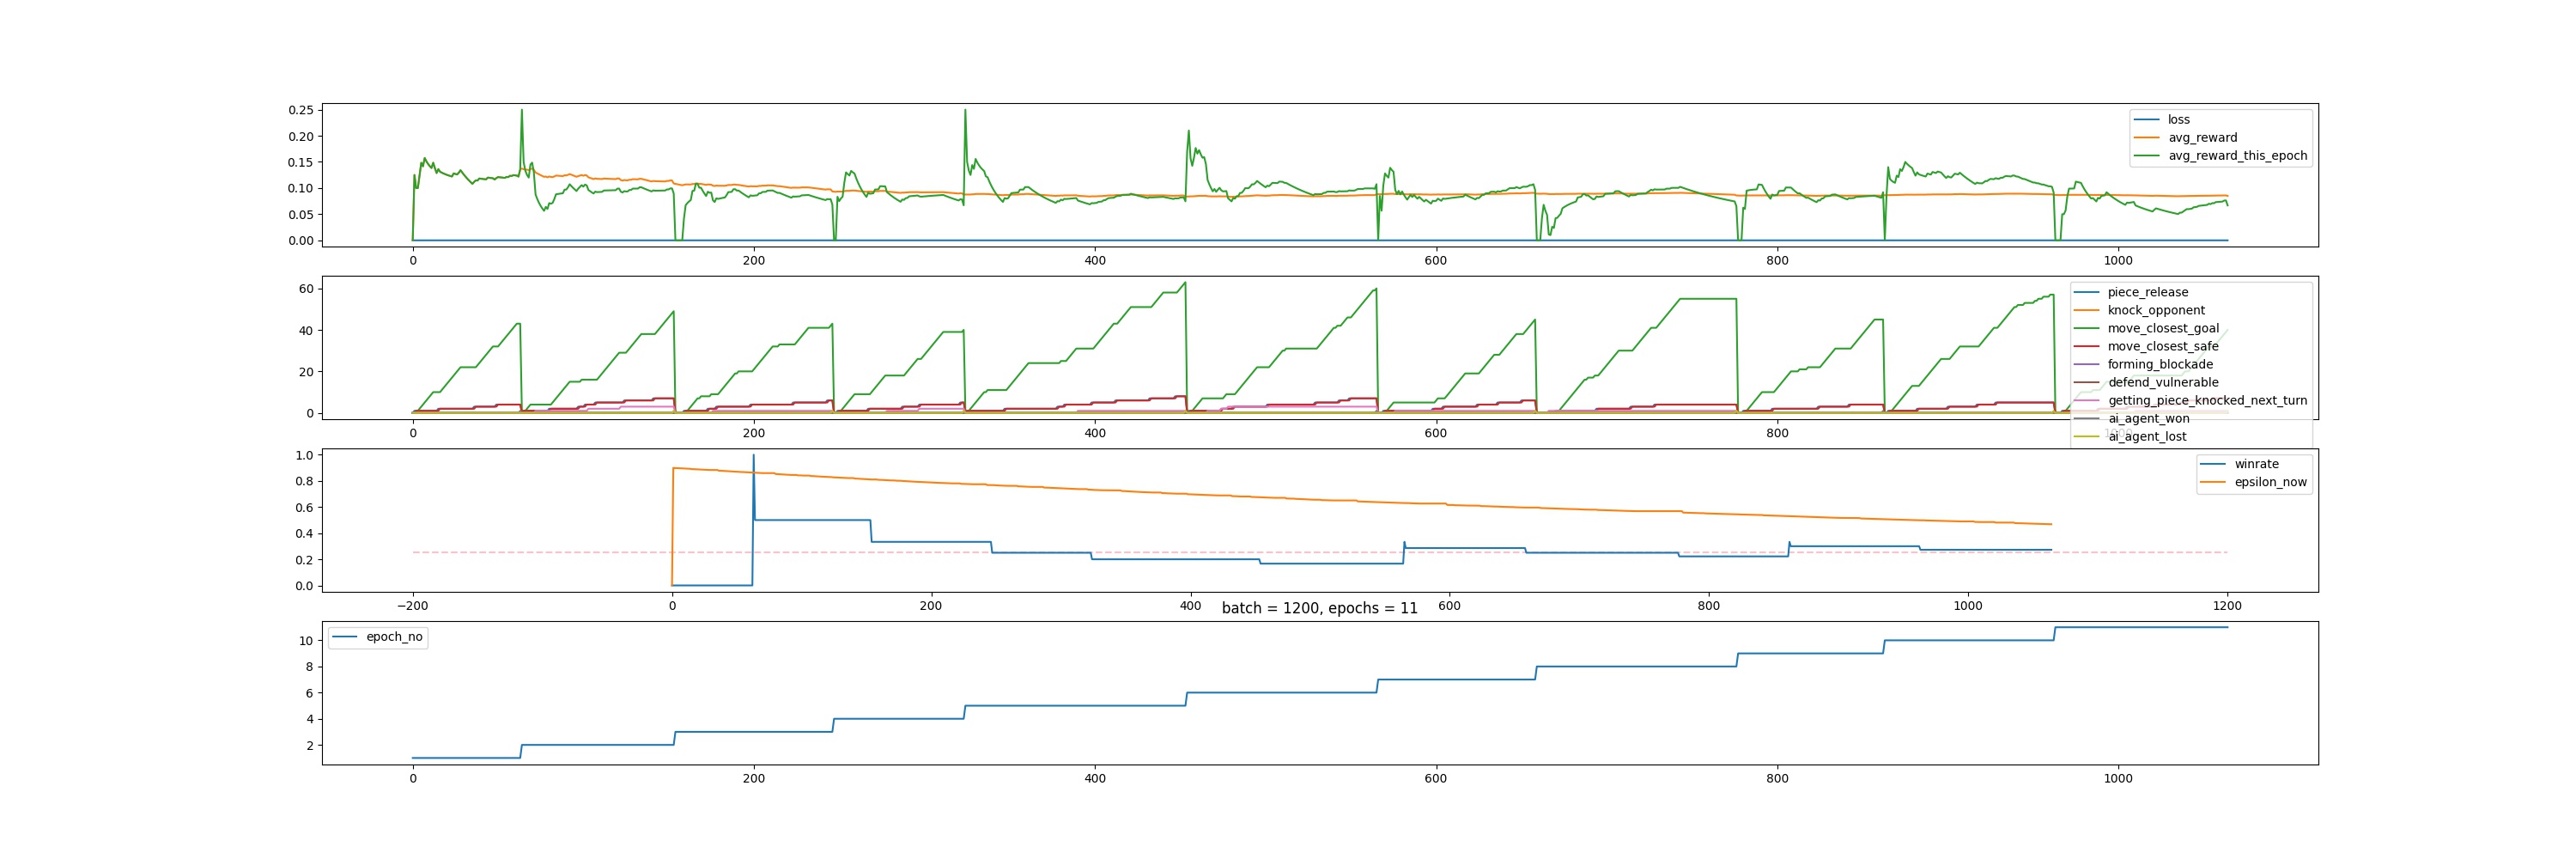 0.25
0.20
0.15
0.10
0.05
0.00
loss
avg_reward
avg_reward_this_epoch
0 200 400 600 800 1000
60
40
20
0
piece_release
knock_opponent
move_closest_goal
move_closest_safe
forming_blockade
defend_vulnerable
getting_piece_knocked_next_turn
ai_agent_won
ai_agent_lost
0 200 400 600 800 1000
1.0
0.8
0.6
0.4
0.2
0.0
winrate
epsilon_now
−200 0 200 400 600 800 1000 1200
batch = 1200, epochs = 11
10
8
6
4
2
epoch_no
0 200 400 600 800 1000